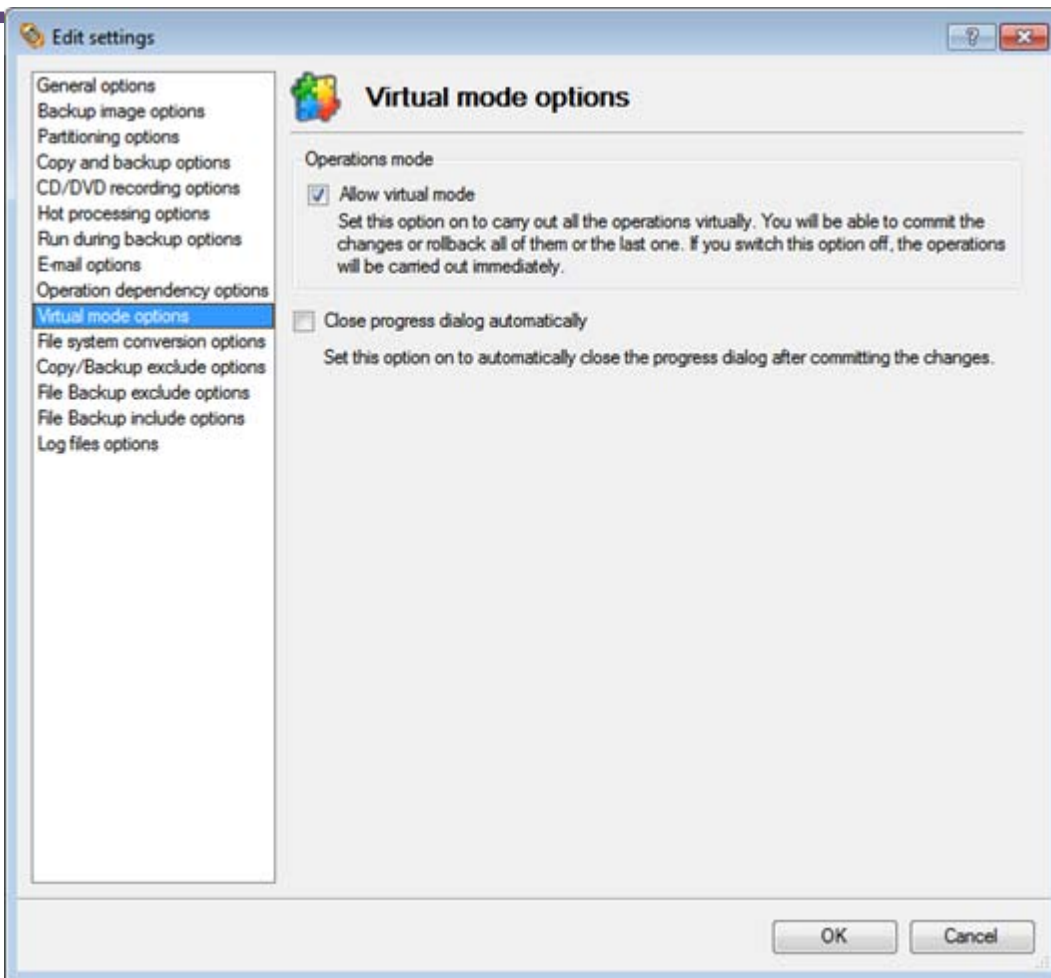 Edit settings
General options
Backup image options
Partitioning options
Copy and backup options
CD/DVD recording options
Hot processing options
Run during backup options
E-mail options
Operation dependency options
Virtual mode options
File system conversion options
Copy/Backup exclude options
File Backup exclude options
File Backup include options
Log files options
Virtual mode options
Operations mode
Allow virtual mode
Set this option on to carry out all the operations virtually. You will be able to commit the
changes or rollback all of them or the last one. If you switch this option off, the operations
will be carried out immediately.
Close progress dialog automatically
Set this option on to automatically close the progress dialog after committing the changes.
OK
Cancel